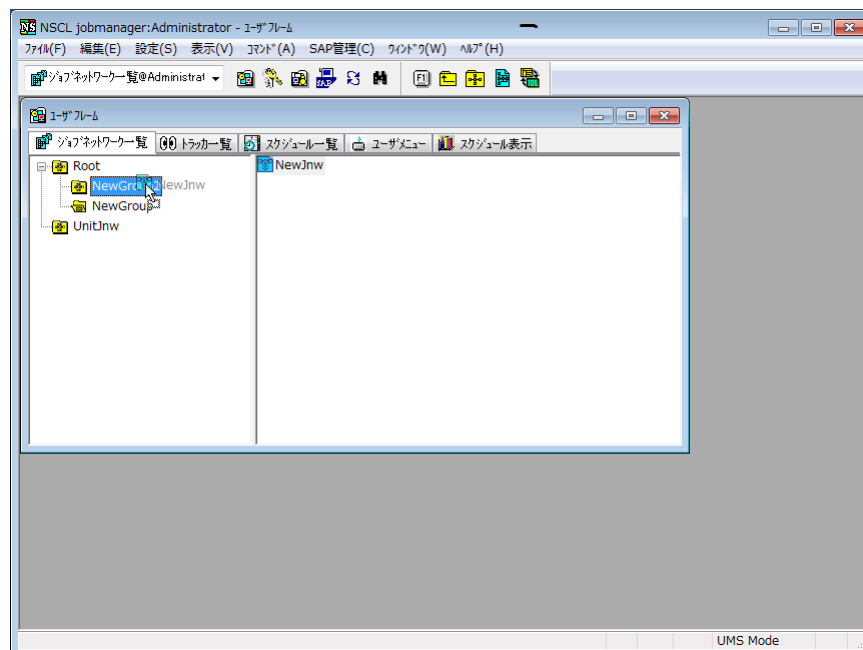 NS NSCL jobmanager:Administrator - ﾕｰｻﾞﾌﾚｰﾑ
ﾌｧｲﾙ(F) 編集(E) 設定(S) 表示(V) ｺﾏﾝﾄﾞ(A) SAP管理(C) ｳｨﾝﾄﾞｳ(W) ﾍﾙﾌﾟ(H)
ｼﾞｮﾌﾞﾈｯﾄﾜｰｸ一覧@Administrat SAP F1
ﾕｰｻﾞﾌﾚｰﾑ
ｼﾞｮﾌﾞﾈｯﾄﾜｰｸ一覧 ﾄﾗｯｶｰ一覧 ｽｹｼﾞｭｰﾙ一覧 ﾕｰｻﾞﾒﾆｭｰ ｽｹｼﾞｭｰﾙ表示
Root
NewJnw
NewJnw
NewGroup
UnitJnw
UMS Mode